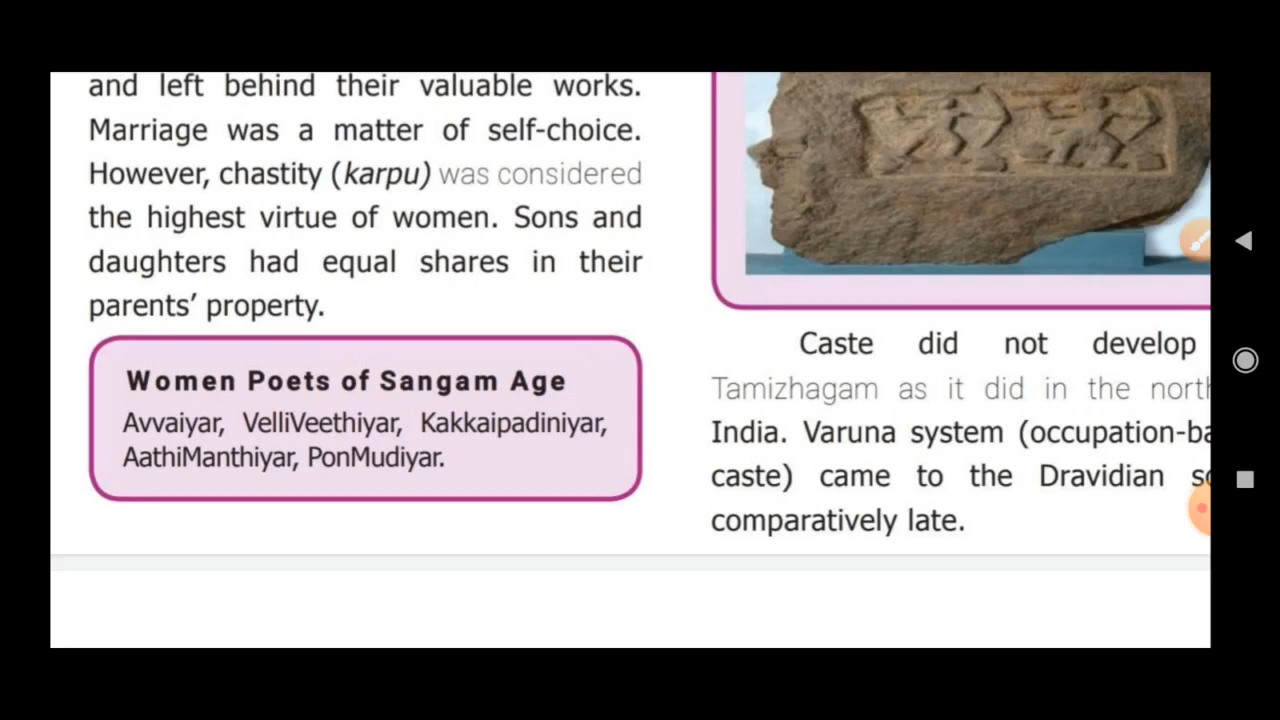 and left behind their valuable works.
Marriage was a matter of self-choice.
However, chastity (karpu) was considered
the highest virtue of women. Sons and
daughters had equal shares in their
parents’ property.
Women Poets of Sangam Age
Avvaiyar, VelliVeethiyar, Kakkaipadiniyar,
AathiManthiyar, PonMudiyar.
Caste did not develop
Tamizhagam as it did in the north
India. Varuna system (occupation-ba
caste) came to the Dravidian
comparatively late.